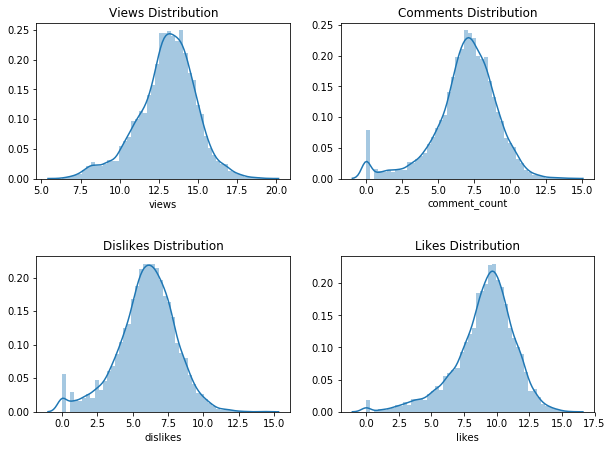 Views Distribution
0.25
0.20
0.15
0.10
0.05
0.00
5.0 7.5 10.0 12.5 15.0 17.5 20.0
views
Comments Distribution
0.25
0.20
0.15
0.10
0.05
0.00
0.0 2.5 5.0 7.5 10.0 12.5 15.0
comment_count
Dislikes Distribution
0.20
0.15
0.10
0.05
0.00
0.0 2.5 5.0 7.5 10.0 12.5 15.0
dislikes
Likes Distribution
0.20
0.15
0.10
0.05
0.00
0.0 2.5 5.0 7.5 10.0 12.5 15.0 17.5
likes